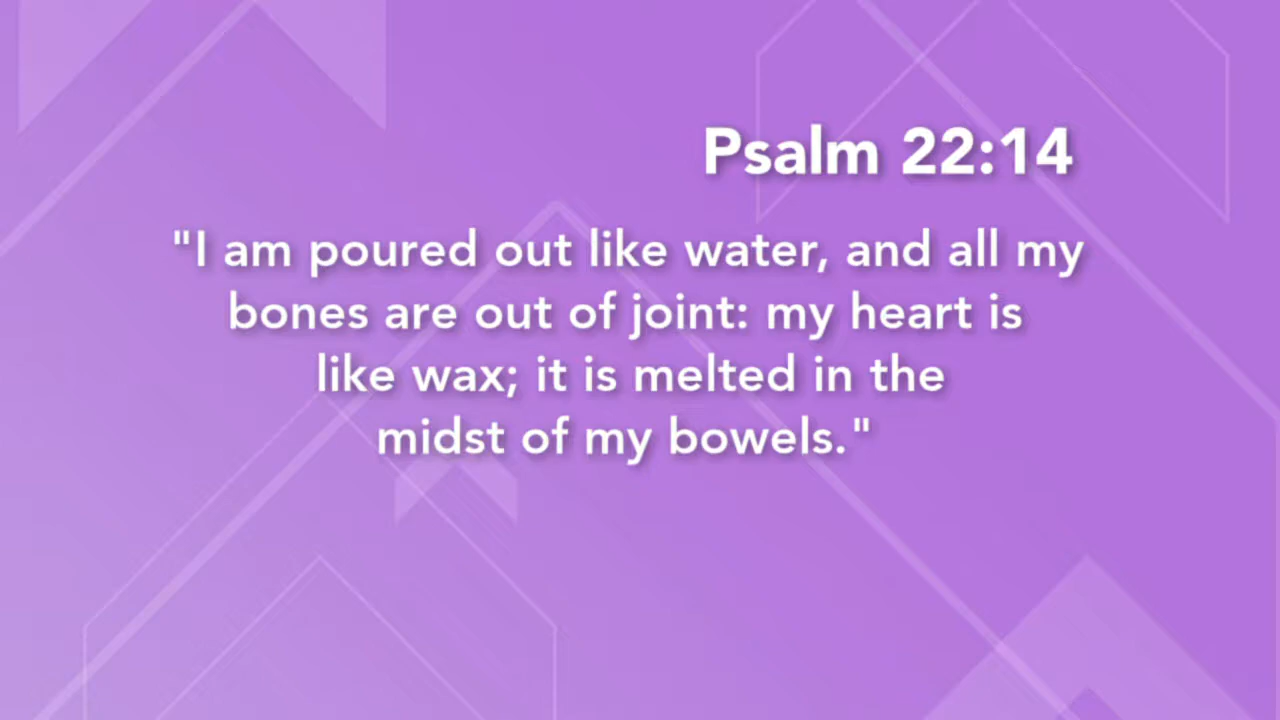 Psalm 22:14
"I am poured out like water, and all my
bones are out of joint: my heart is
like wax; it is melted in the
midst of my bowels."